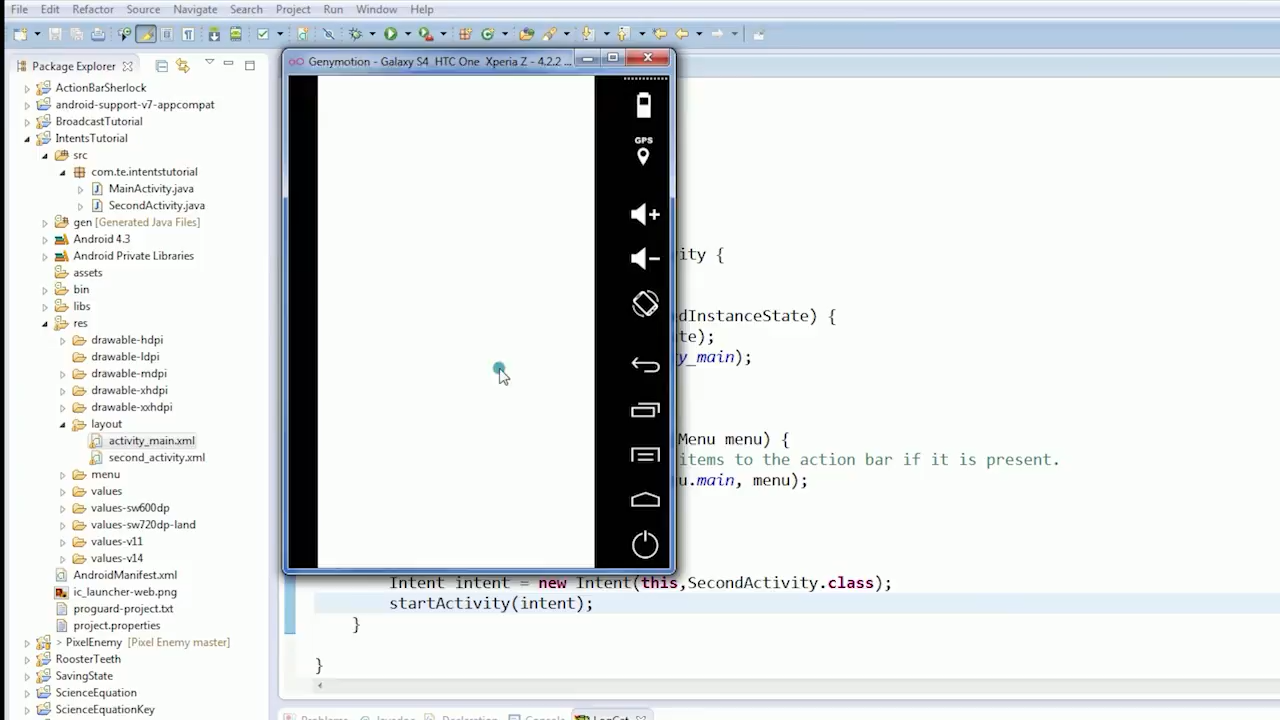 File Edit Refactor Source Navigate Search Project Run Window Help
Package Explorer
Genymotion - Galaxy S4 HTC One Xperia Z - 4.2.2 ...
ActionBarSherlock
android-support-v7-appcompat
BroadcastTutorial
IntentsTutorial
src
com.te.intentstutorial
MainActivity.java
SecondActivity.java
gen [Generated Java Files]
Android 4.3
Android Private Libraries
assets
bin
libs
res
drawable-hdpi
drawable-ldpi
drawable-mdpi
drawable-xhdpi
drawable-xxhdpi
layout
activity_main.xml
second_activity.xml
menu
values
values-sw600dp
values-sw720dp-land
values-v11
values-v14
AndroidManifest.xml
ic_launcher-web.png
proguard-project.txt
project.properties
> PixelEnemy [Pixel Enemy master]
RoosterTeeth
SavingState
ScienceEquation
ScienceEquationKey
GPS
ity {
dInstanceState) {
te);
y_main);
Menu menu) {
items to the action bar if it is present.
u.main, menu);
Intent intent = new Intent(this,SecondActivity.class);
startActivity(intent);
}
}
Problems Javadoc Declaration Console LogCat